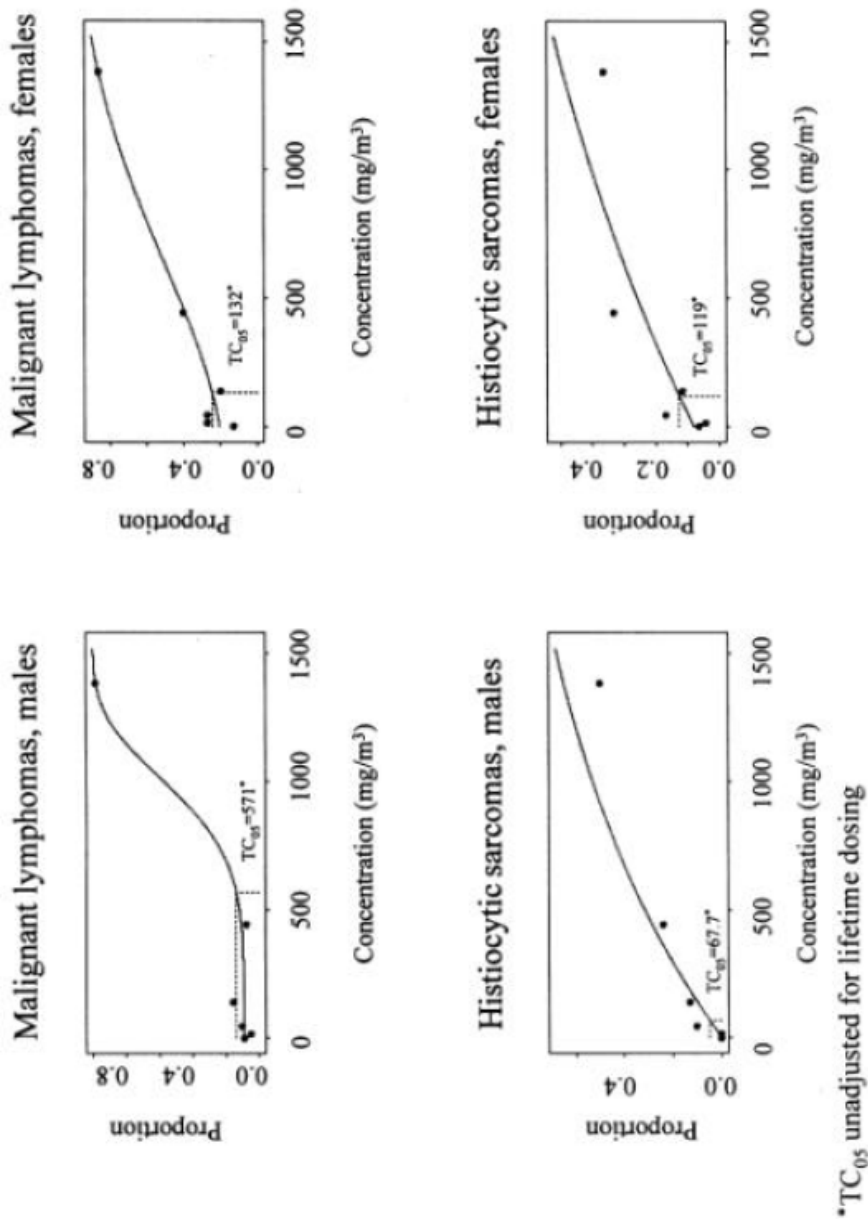 Malignant lymphomas, males
Proportion
0.8
0.4
0.0
TC05=571*
0 500 1000 1500
Concentration (mg/m³)
Malignant lymphomas, females
Proportion
0.8
0.4
0.0
TC05=132*
0 500 1000 1500
Concentration (mg/m³)
Histiocytic sarcomas, males
Proportion
0.4
0.0
TC05=67.7*
0 500 1000 1500
Concentration (mg/m³)
Histiocytic sarcomas, females
Proportion
0.4
0.2
0.0
TC05=119*
0 500 1000 1500
Concentration (mg/m³)
*TC05 unadjusted for lifetime dosing